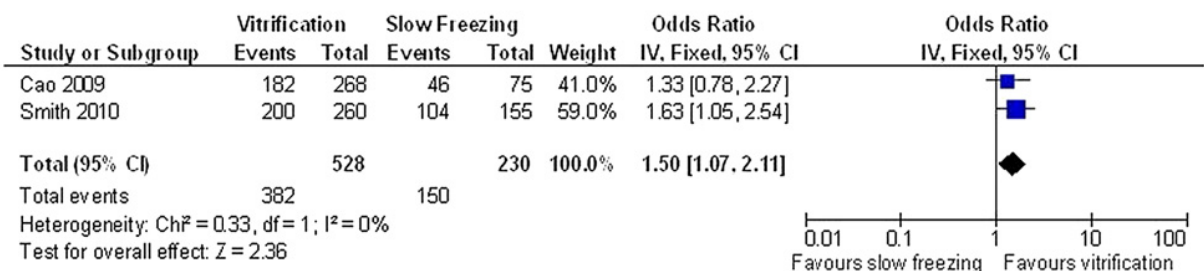 Vitrification Slow Freezing Odds Ratio Odds Ratio
Study or Subgroup Events Total Events Total Weight IV, Fixed, 95% CI IV, Fixed, 95% CI
Cao 2009 182 268 46 75 41.0% 1.33 [0.78, 2.27]
Smith 2010 200 260 104 155 59.0% 1.63 [1.05, 2.54]
Total (95% CI) 528 230 100.0% 1.50 [1.07, 2.11]
Total events 382 150
Heterogeneity: Chi² = 0.33, df = 1; I² = 0%
Test for overall effect: Z = 2.36
0.01 0.1 1 10 100
Favours slow freezing Favours vitrification